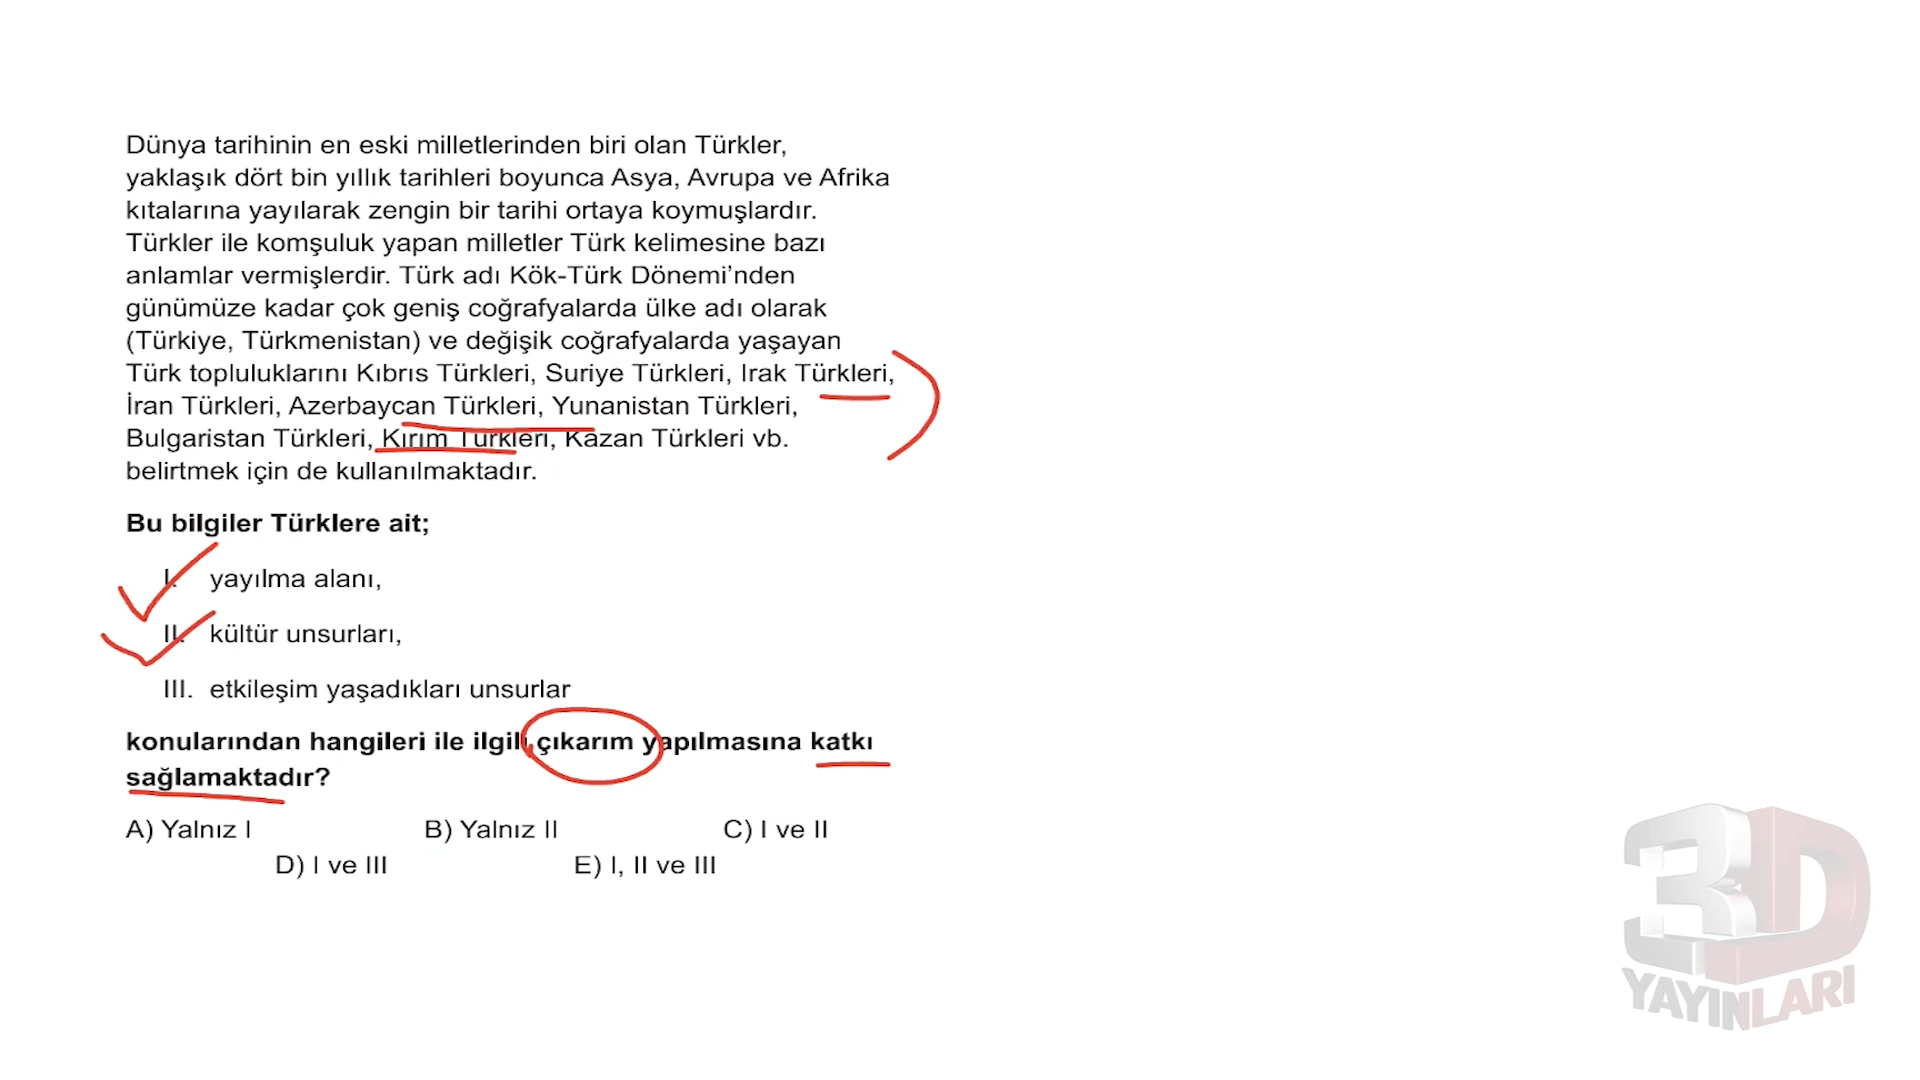 Dünya tarihinin en eski milletlerinden biri olan Türkler,
yaklaşık dört bin yıllık tarihleri boyunca Asya, Avrupa ve Afrika
kıtalarına yayılarak zengin bir tarihi ortaya koymuşlardır.
Türkler ile komşuluk yapan milletler Türk kelimesine bazı
anlamlar vermişlerdir. Türk adı Kök-Türk Dönemi’nden
günümüze kadar çok geniş coğrafyalarda ülke adı olarak
(Türkiye, Türkmenistan) ve değişik coğrafyalarda yaşayan
Türk topluluklarını Kıbrıs Türkleri, Suriye Türkleri, Irak Türkleri,
İran Türkleri, Azerbaycan Türkleri, Yunanistan Türkleri,
Bulgaristan Türkleri, Kırım Türkleri, Kazan Türkleri vb.
belirtmek için de kullanılmaktadır.
Bu bilgiler Türklere ait;
I. yayılma alanı,
II. kültür unsurları,
III. etkileşim yaşadıkları unsurlar
konularından hangileri ile ilgili çıkarım yapılmasına katkı
sağlamaktadır?
A) Yalnız I B) Yalnız II C) I ve II
D) I ve III E) I, II ve III
3D
YAYINLARI